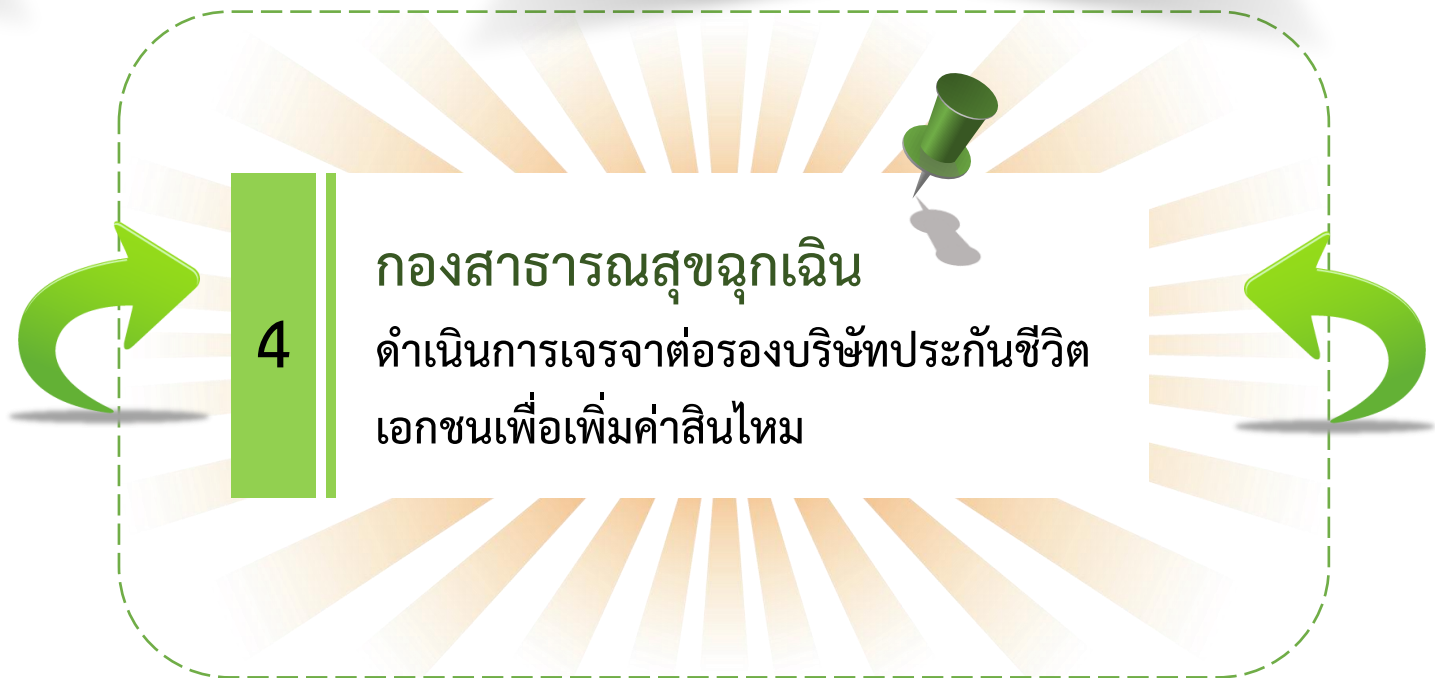 4
กองสาธารณสุขฉุกเฉิน
ดำเนินการเจรจาต่อรองบริษัทประกันชีวิต
เอกชนเพื่อเพิ่มค่าสินไหม